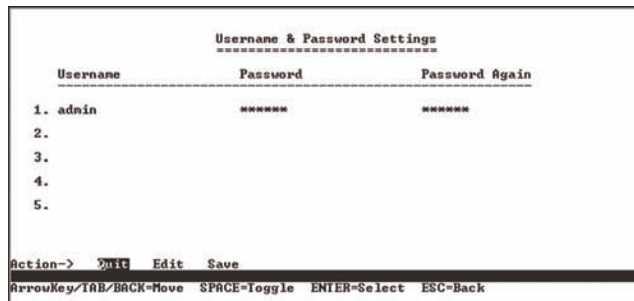 Username & Password Settings
============================
Username Password Password Again
1. admin ****** ******
2.
3.
4.
5.
Action-> Quit Edit Save
ArrowKey/TAB/BACK=Move SPACE=Toggle ENTER=Select ESC=Back